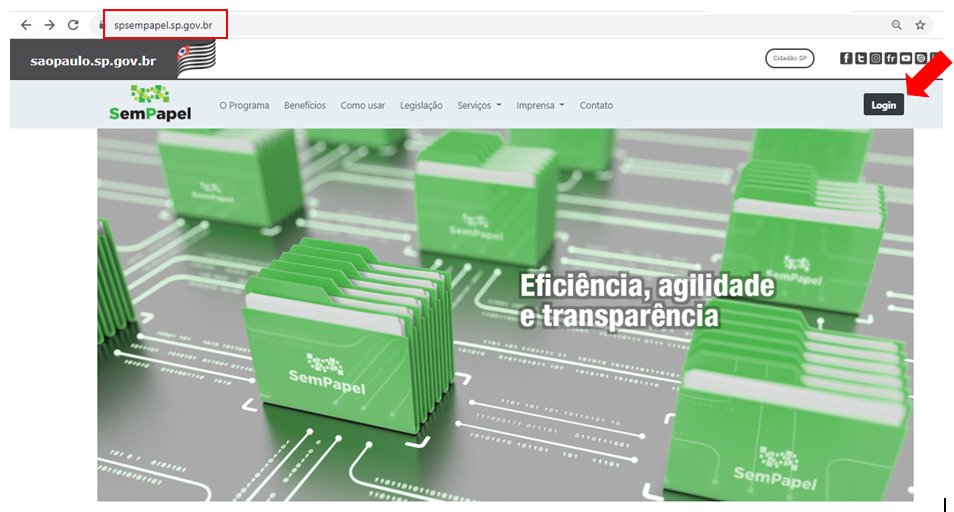 spsempapel.sp.gov.br
saopaulo.sp.gov.br
Cidadão SP
SemPapel
O Programa Benefícios Como usar Legislação Serviços Imprensa Contato
Login
SemPapel
SemPapel
SemPapel
Eficiência, agilidade
e transparência
SemPapel
SemPapel